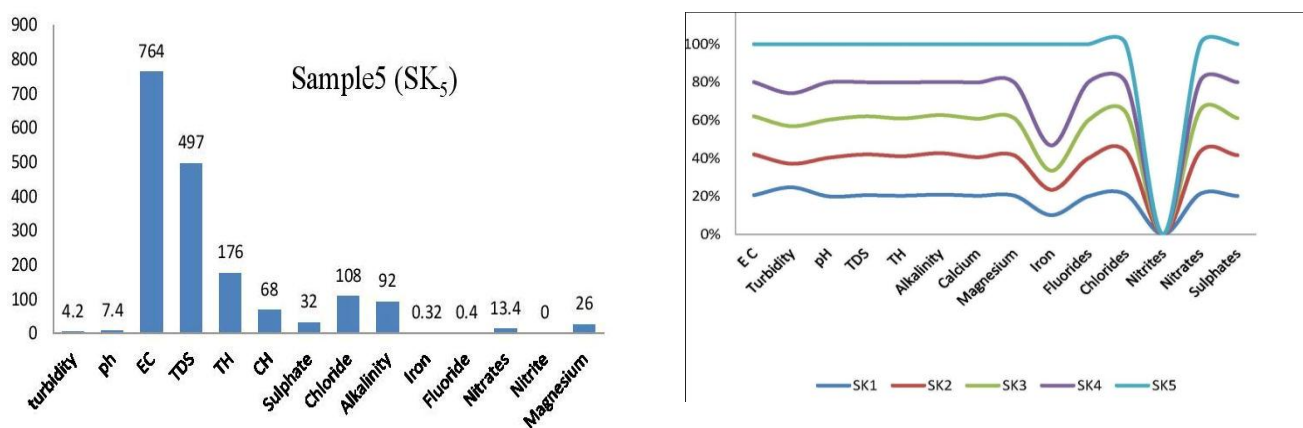 900
800
700
600
500
400
300
200
100
0
Sample5 (SK5)
4.2
7.4
764
497
176
68
32
108
92
0.32
0.4
13.4
0
26
turbidity
ph
EC
TDS
TH
CH
Sulphate
Chloride
Alkalinity
Iron
Fluoride
Nitrates
Nitrite
Magnesium
100%
80%
60%
40%
20%
0%
E C
Turbidity
pH
TDS
TH
Alkalinity
Calcium
Magnesium
Iron
Fluorides
Chlorides
Nitrites
Nitrates
Sulphates
SK1 SK2 SK3 SK4 SK5